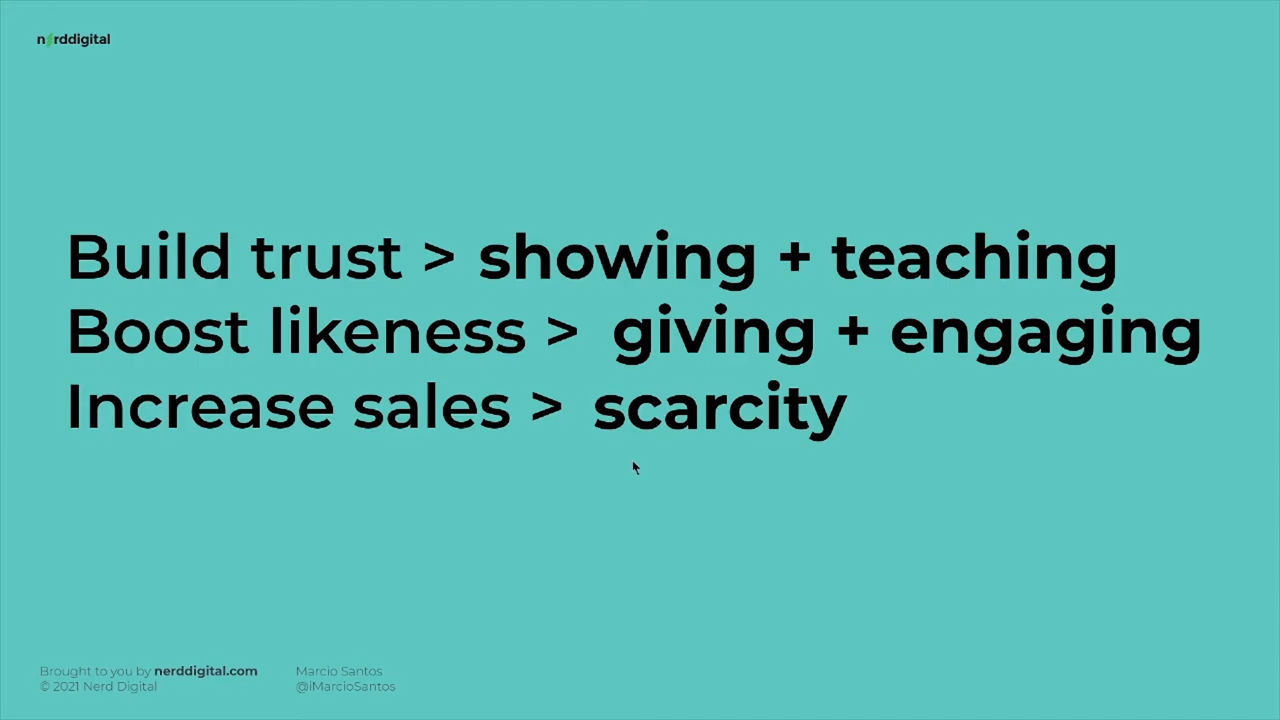 nerddigital
Build trust > showing + teaching
Boost likeness > giving + engaging
Increase sales > scarcity
Brought to you by nerddigital.com
© 2021 Nerd Digital
Marcio Santos
@iMarcioSantos